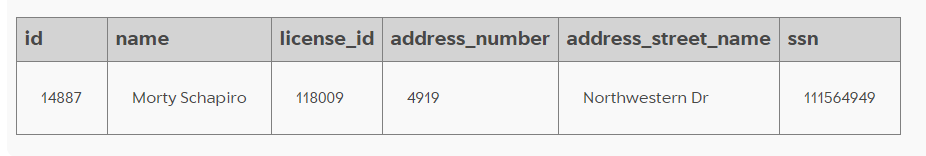 id name license_id address_number address_street_name ssn
14887 Morty Schapiro 118009 4919 Northwestern Dr 111564949